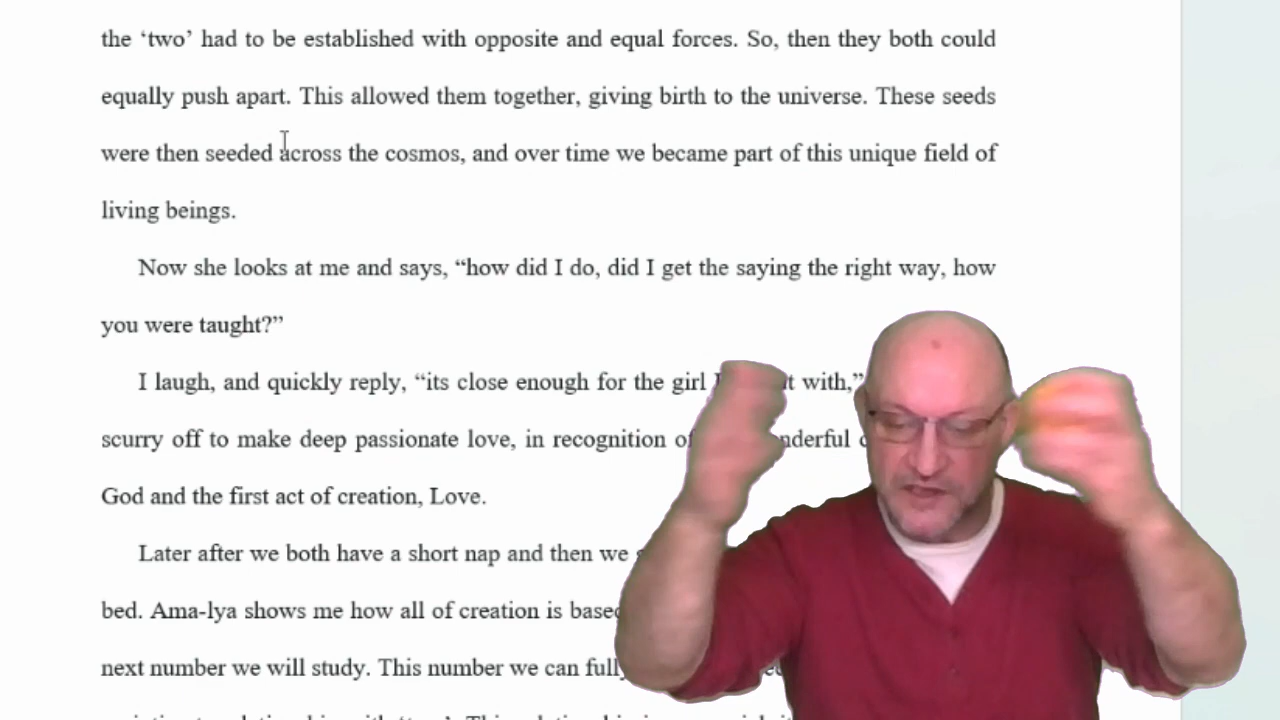 the ‘two’ had to be established with opposite and equal forces. So, then they both could
equally push apart. This allowed them together, giving birth to the universe. These seeds
were then seeded across the cosmos, and over time we became part of this unique field of
living beings.
Now she looks at me and says, “how did I do, did I get the saying the right way, how
you were taught?”
I laugh, and quickly reply, “its close enough for the girl with,”
scurry off to make deep passionate love, in recognition
God and the first act of creation, Love.
Later after we both have a short nap and then we
bed. Ama-lya shows me how all of creation is based
next number we will study. This number we can fully